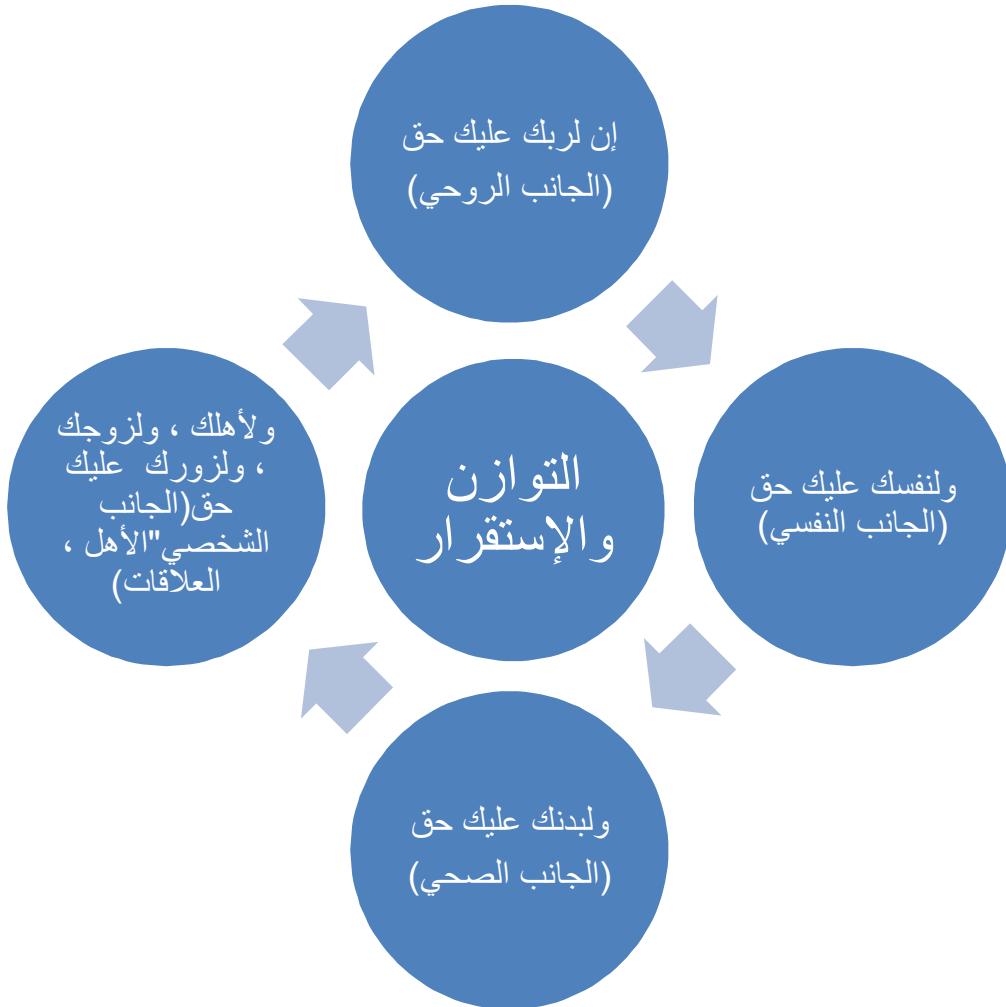 إن لربك عليك حق
(الجانب الروحي)
ولنفسك عليك حق
(الجانب النفسي)
ولبدنك عليك حق
(الجانب الصحي)
ولأهلك ، ولزوجك
، ولزورك عليك
حق(الجانب
الشخصي"الأهل ،
العلاقات)
التوازن
والإستقرار